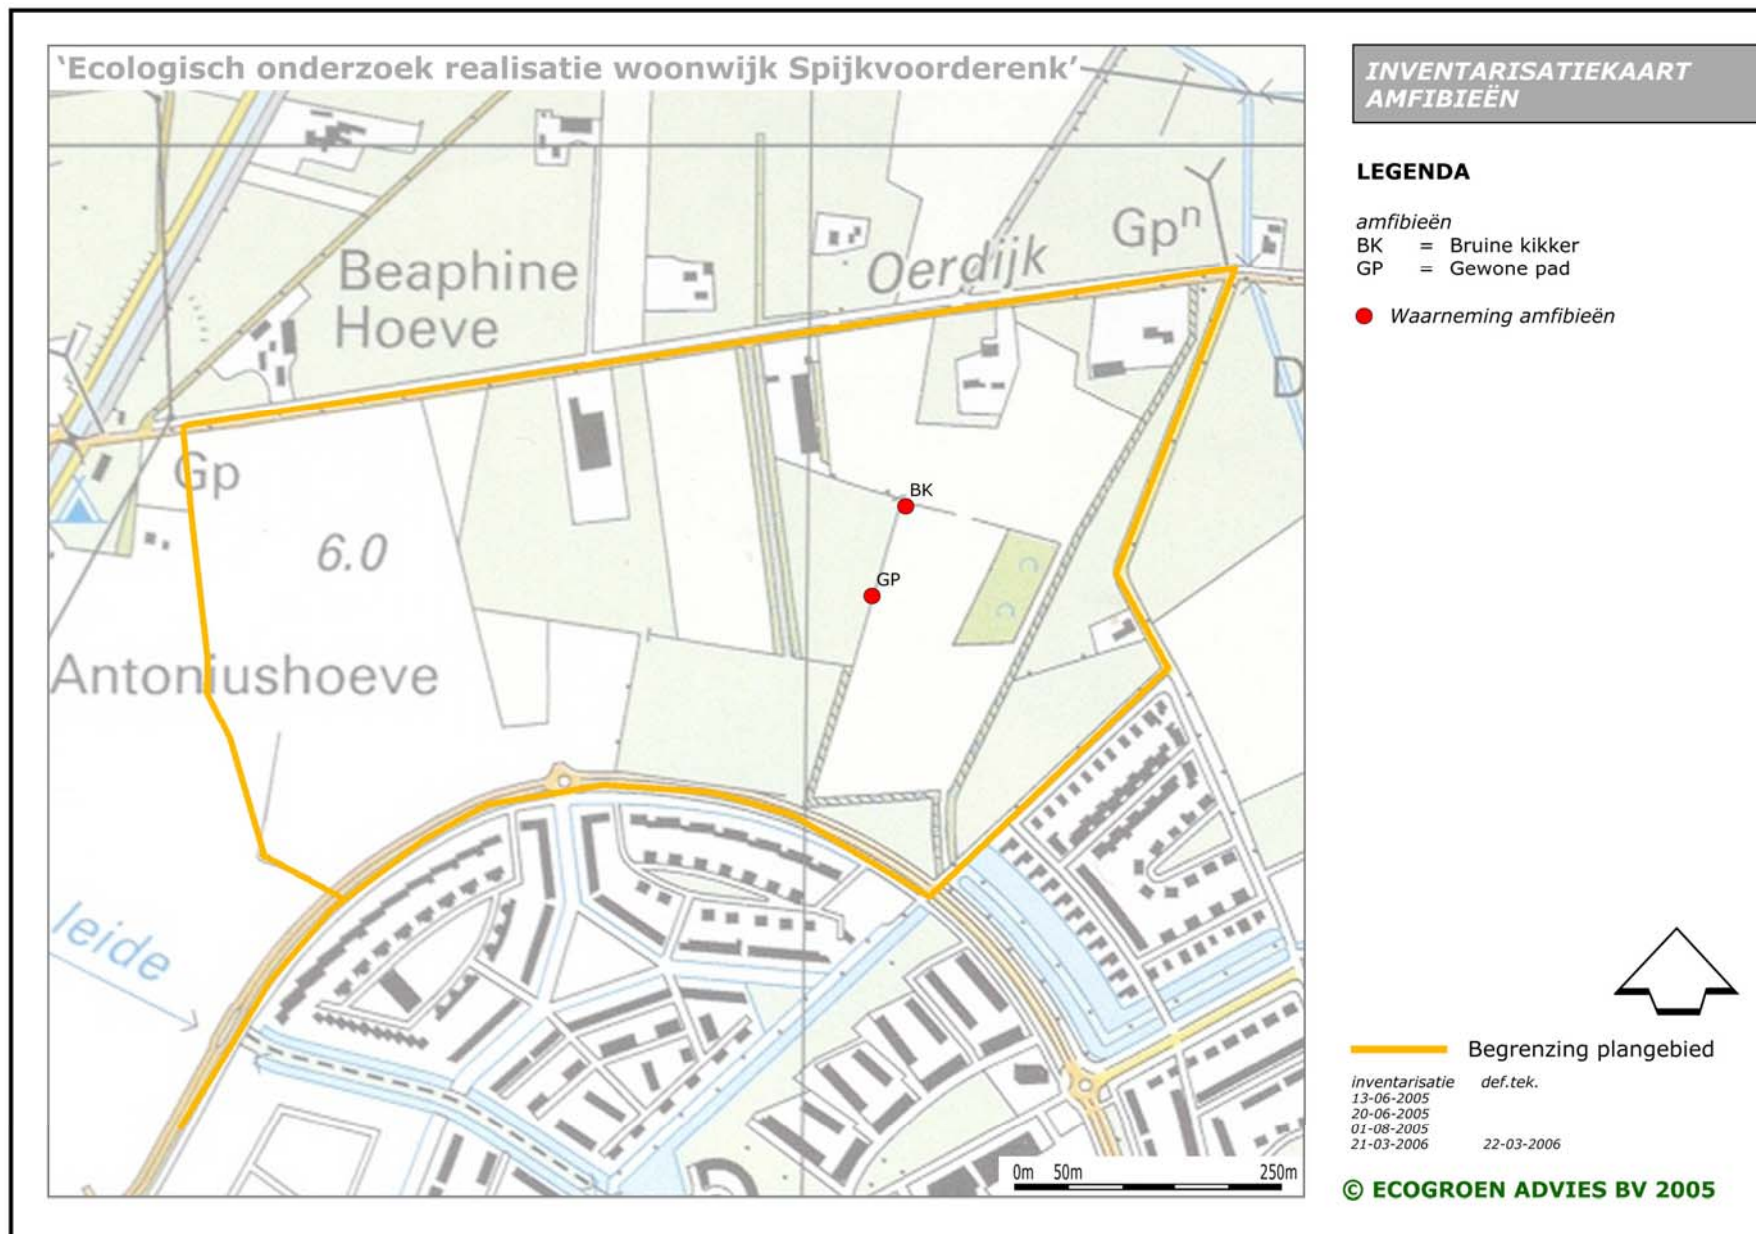 ‘Ecologisch onderzoek realisatie woonwijk Spijkvoorderenk’
INVENTARISATIEKAART
AMFIBIEËN
LEGENDA
amfibieën
BK = Bruine kikker
GP = Gewone pad
Waarneming amfibieën
Gpⁿ
Oerdijk
Beaphine
Hoeve
D
Gp
BK
6.0
GP
Antoniushoeve
leide
Begrenzing plangebied
inventarisatie def.tek.
13-06-2005
20-06-2005
01-08-2005
21-03-2006 22-03-2006
0m 50m 250m
© ECOGROEN ADVIES BV 2005